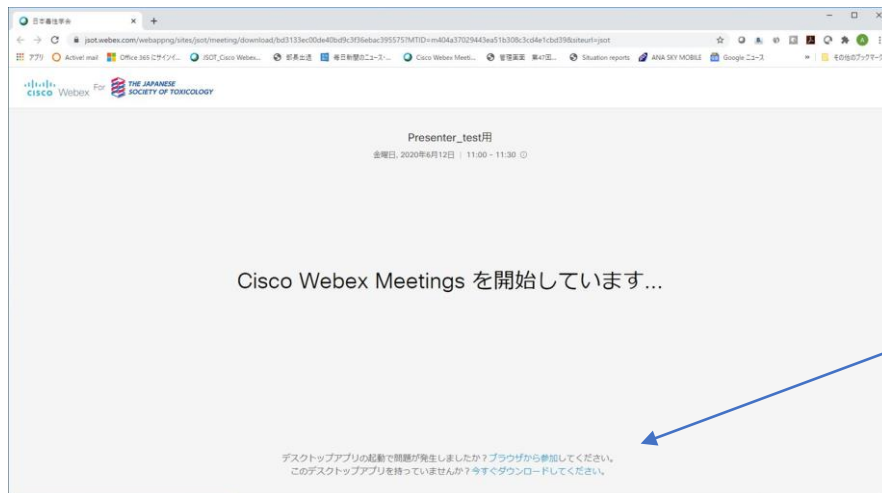 日本毒性学会
jsot.webex.com/webappng/sites/jsot/meeting/download/
アプリ Active! mail Office 365 にサインイ... JSOT_Cisco Webex... 部長出造 毎日新聞のニュース・... Cisco Webex Meeti... 管理画面 第47回... Situation reports ANA SKY MOBILE Google ニュース » その他のブックマーク
CISCO Webex For THE JAPANESE
SOCIETY OF TOXICOLOGY
Presenter_test用
金曜日, 2020年6月12日 | 11:00 - 11:30
Cisco Webex Meetings を開始しています...
デスクトップアプリの起動で問題が発生しましたか？ブラウザから参加してください。
このデスクトップアプリを持っていませんか？今すぐダウンロードしてください。